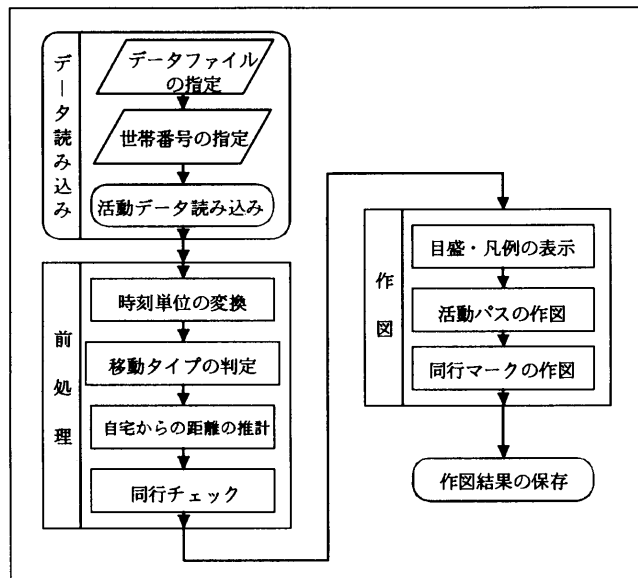 データ読み込み
データファイル
の指定
世帯番号の指定
活動データ読み込み
前処理
時刻単位の変換
移動タイプの判定
自宅からの距離の推計
同行チェック
作図
目盛・凡例の表示
活動パスの作図
同行マークの作図
作図結果の保存